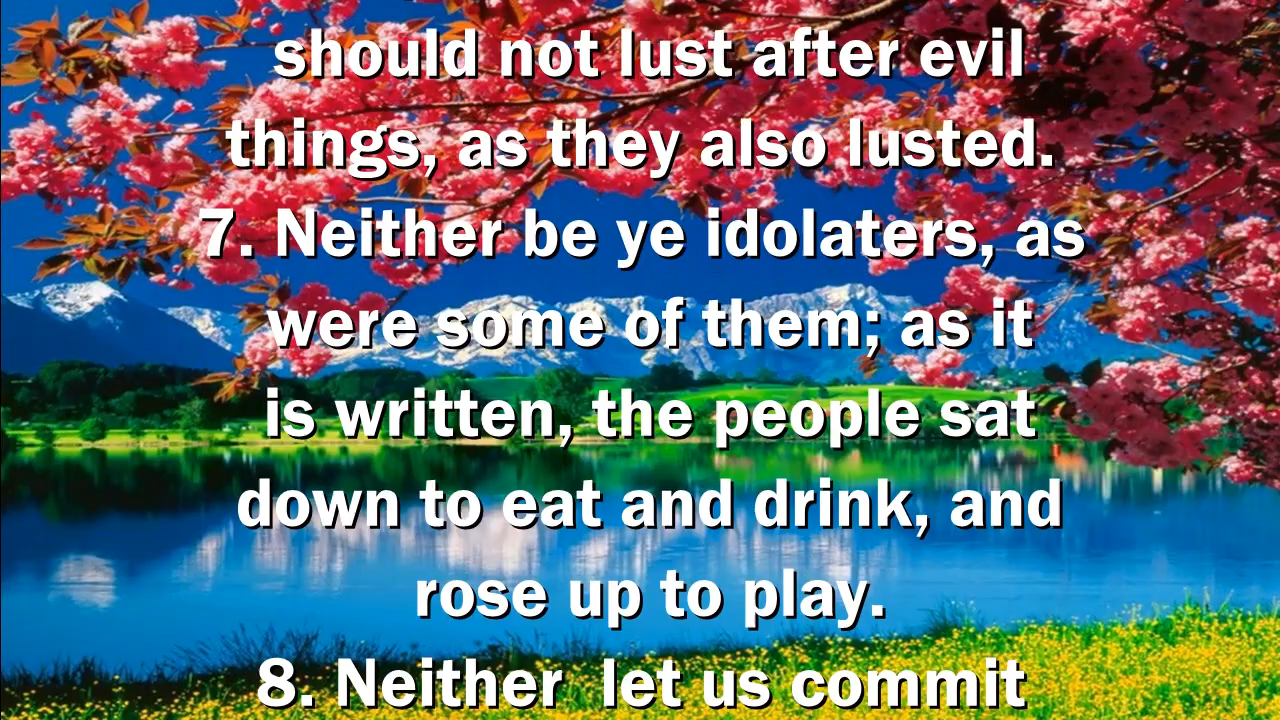 should not lust after evil
things, as they also lusted.
7. Neither be ye idolaters, as
were some of them; as it
is written, the people sat
down to eat and drink, and
rose up to play.
8. Neither  let us commit